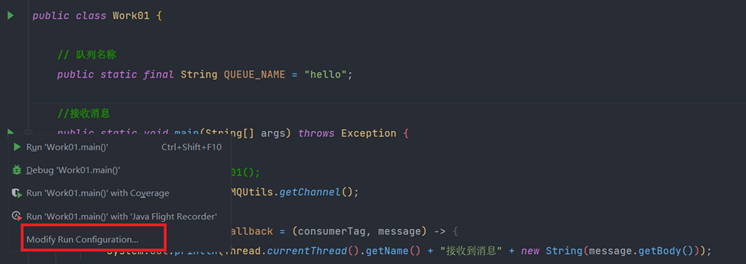 public class Work01 {
// 队列名称
public static final String QUEUE_NAME = "hello";
//接收消息
public static void main(String[] args) throws Exception {
Run 'Work01.main()' Ctrl+Shift+F10
Debug 'Work01.main()' 01();
Run 'Work01.main()' with Coverage MQUtils.getChannel();
Run 'Work01.main()' with 'Java Flight Recorder' allback = (consumerTag, message) -> {
Modify Run Configuration...
System.out.println(Thread.currentThread().getName() + "接收到消息" + new String(message.getBody()));